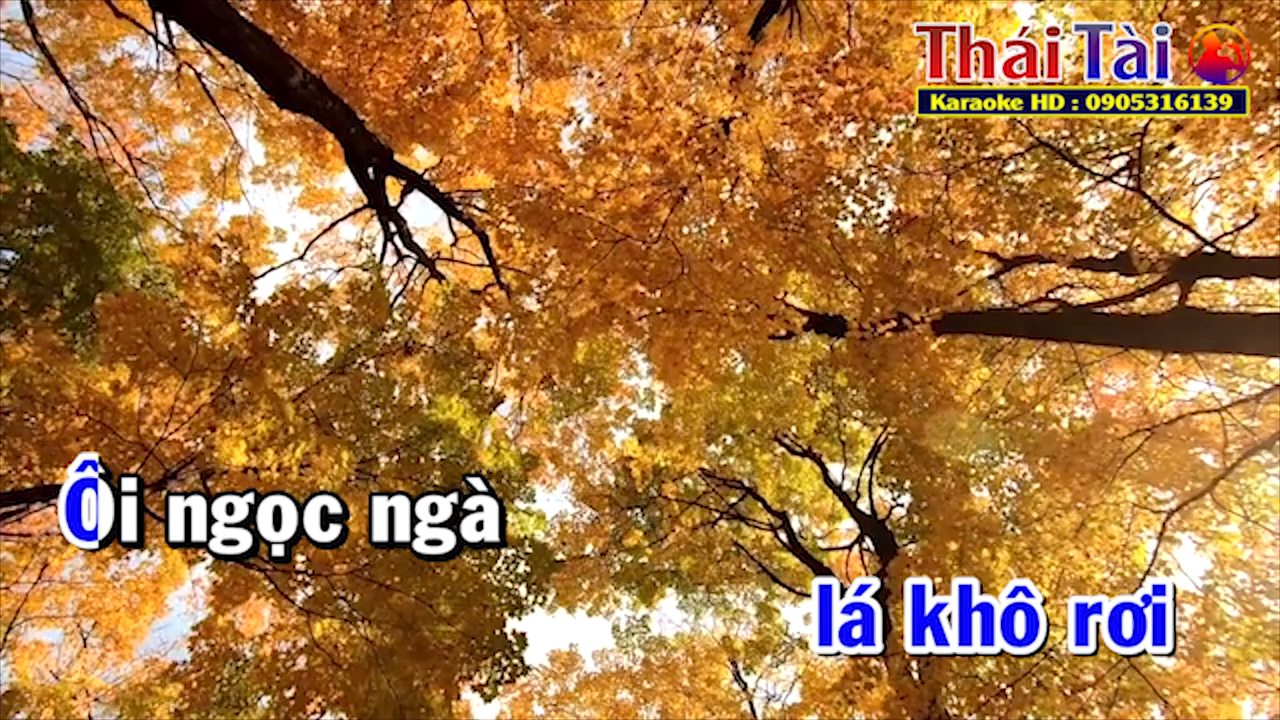 Thái Tài
Karaoke HD : 0905316139
Ôi ngọc ngà
lá khô rơi